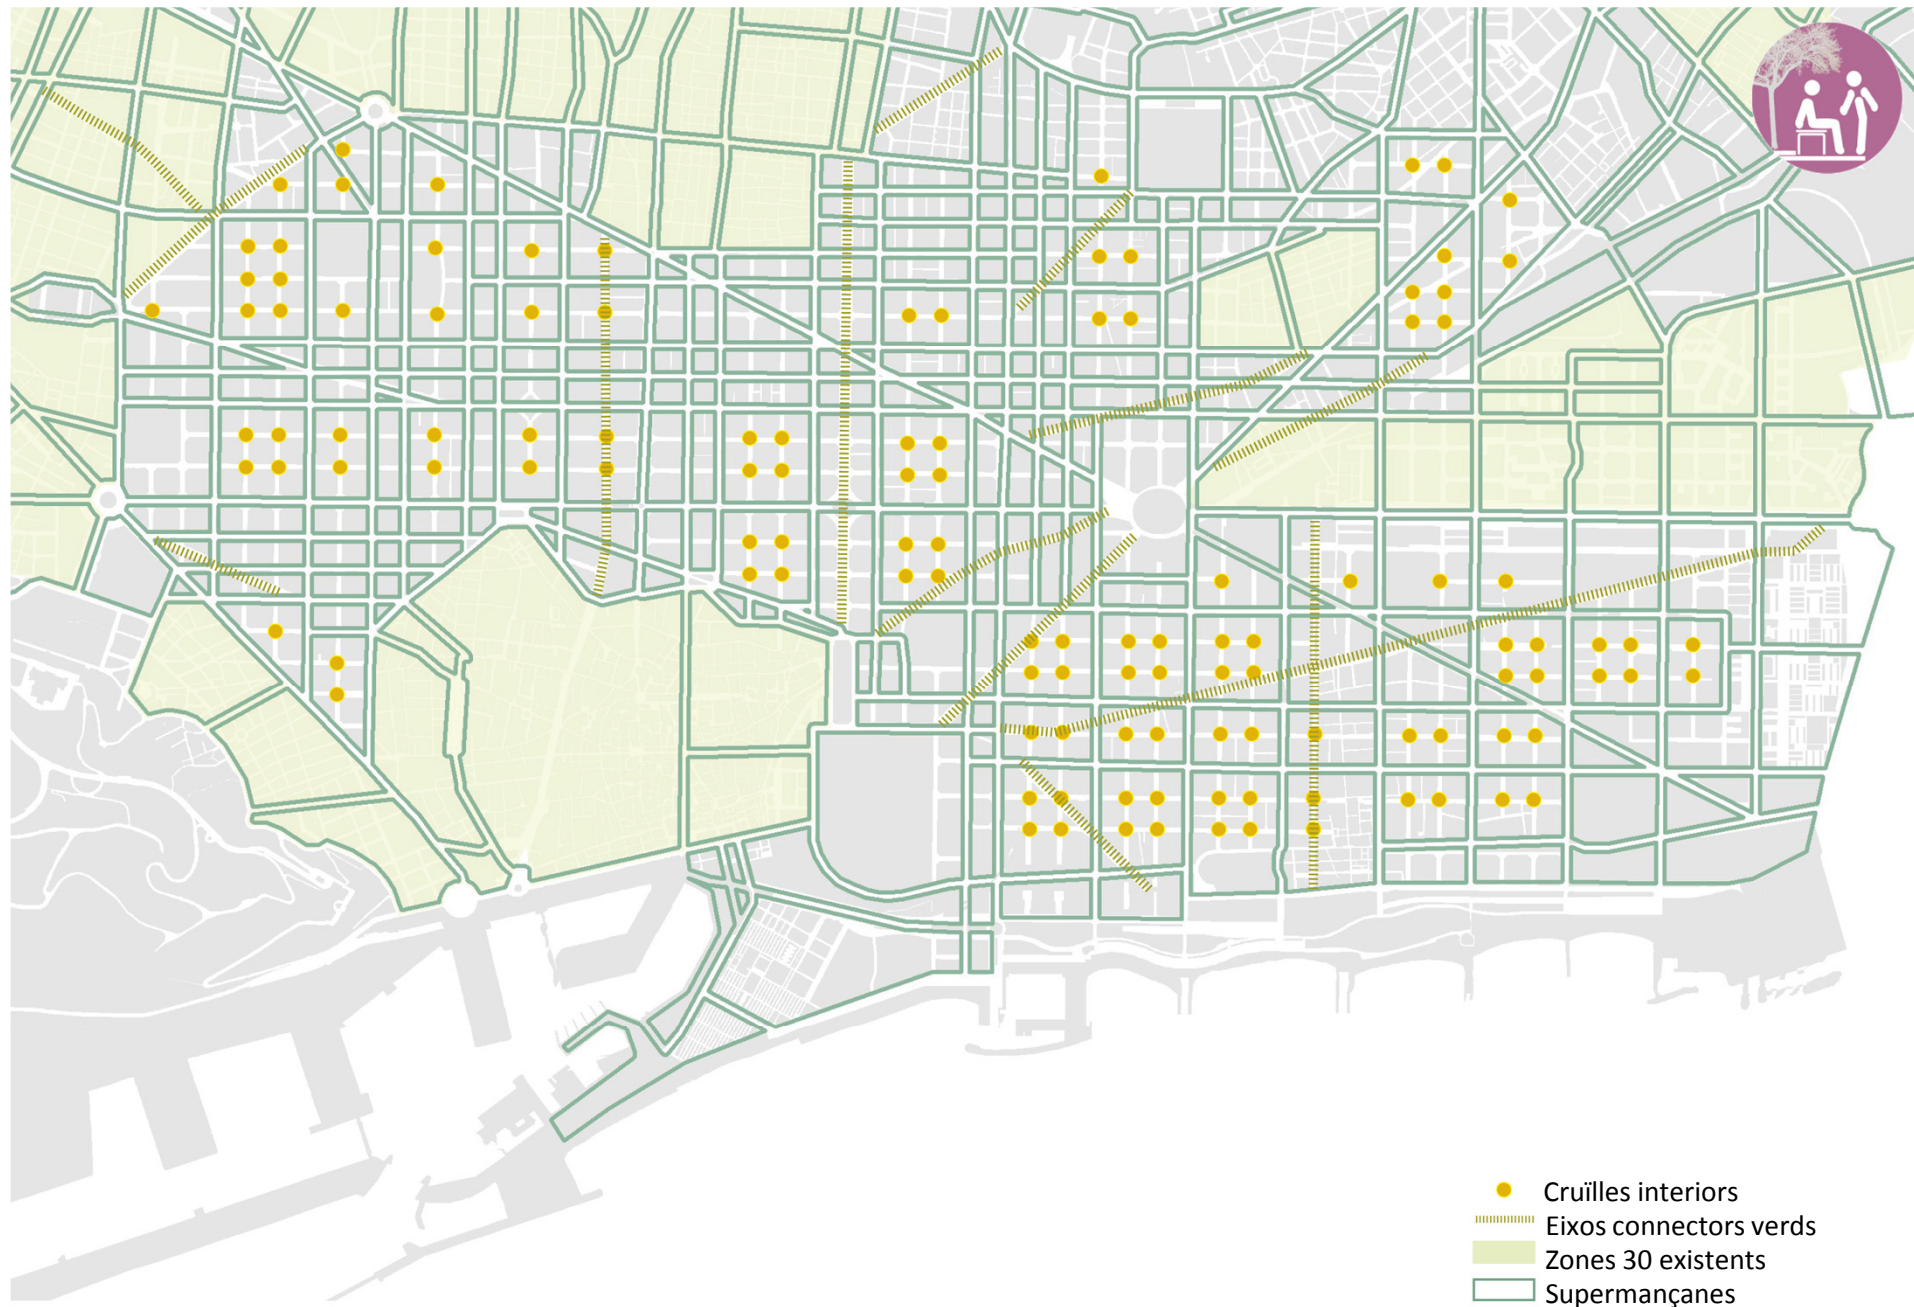 Cruïlles interiors
Eixos connectors verds
Zones 30 existents
Supermançanes